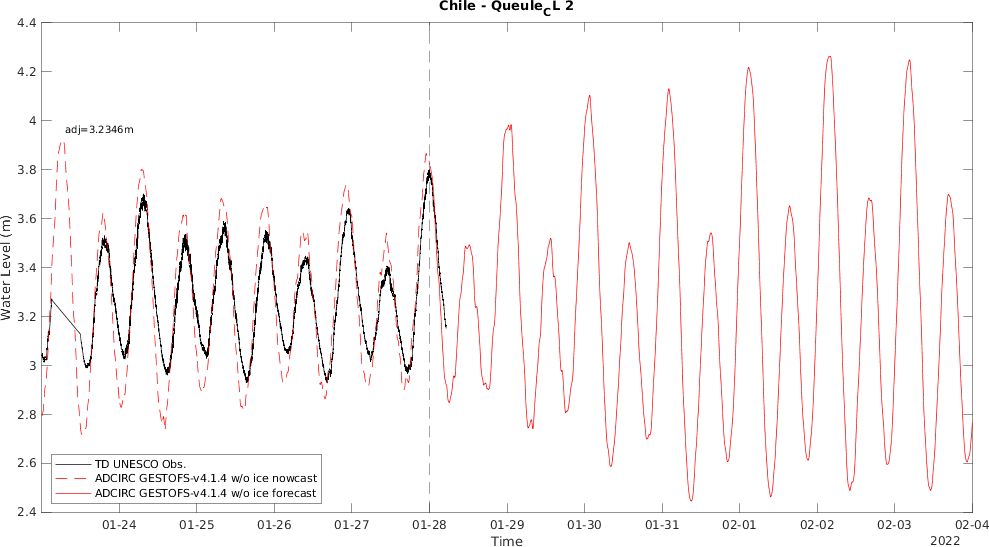 Chile - Queule_CL 2
4.4
4.2
4
3.8
3.6
3.4
3.2
3
2.8
2.6
2.4
Water Level (m)
adj=3.2346m
TD UNESCO Obs.
ADCIRC GESTOFS-v4.1.4 w/o ice nowcast
ADCIRC GESTOFS-v4.1.4 w/o ice forecast
01-24 01-25 01-26 01-27 01-28 01-29 01-30 01-31 02-01 02-02 02-03 02-04
Time
2022